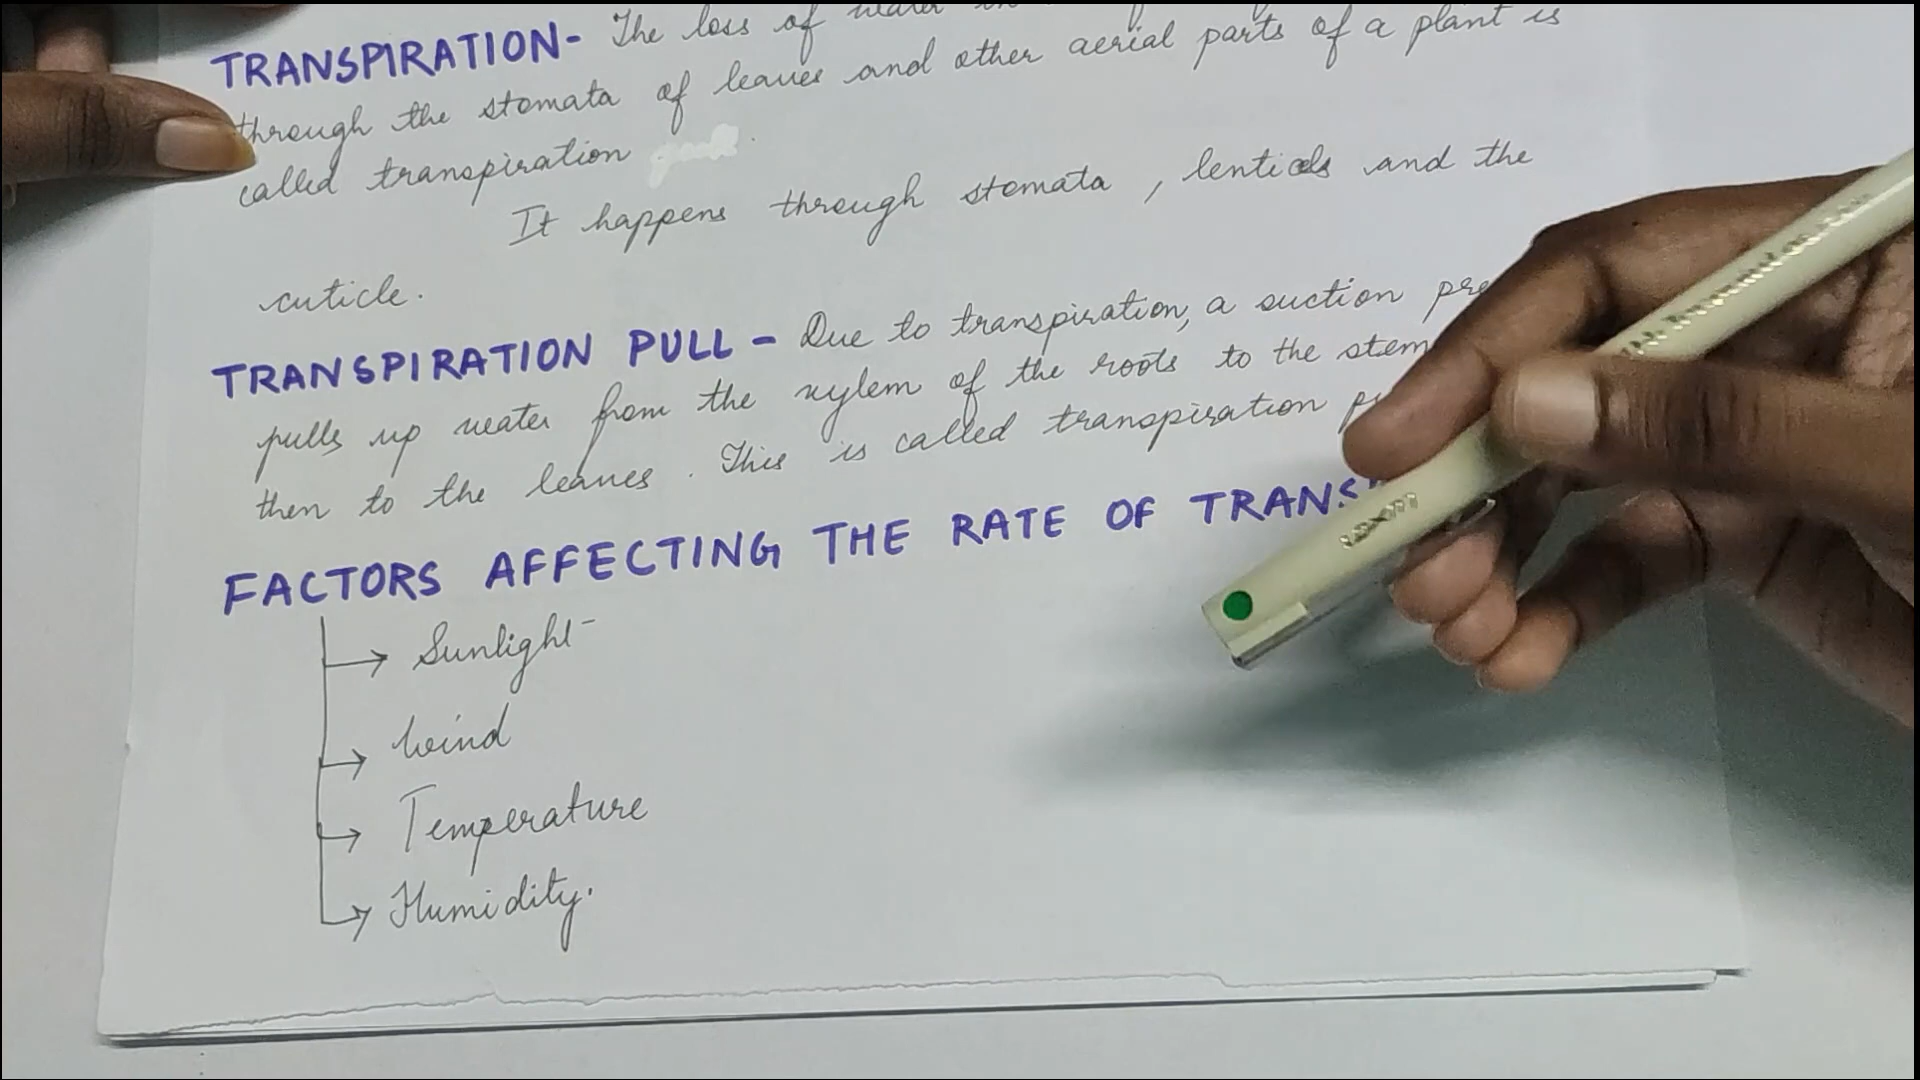 TRANSPIRATION- The loss of water in
through the stomata of leaves and other aerial parts of a plant is
called transpiration
It happens through stomata, lenticels and the
cuticle.
TRANSPIRATION PULL - Due to transpiration, a suction pre
pulls up water from the xylem of the roots to the stem
then to the leaves. This is called transpiration
FACTORS AFFECTING THE RATE OF TRANS
Sunlight-
Wind
Temperature
Humidity.